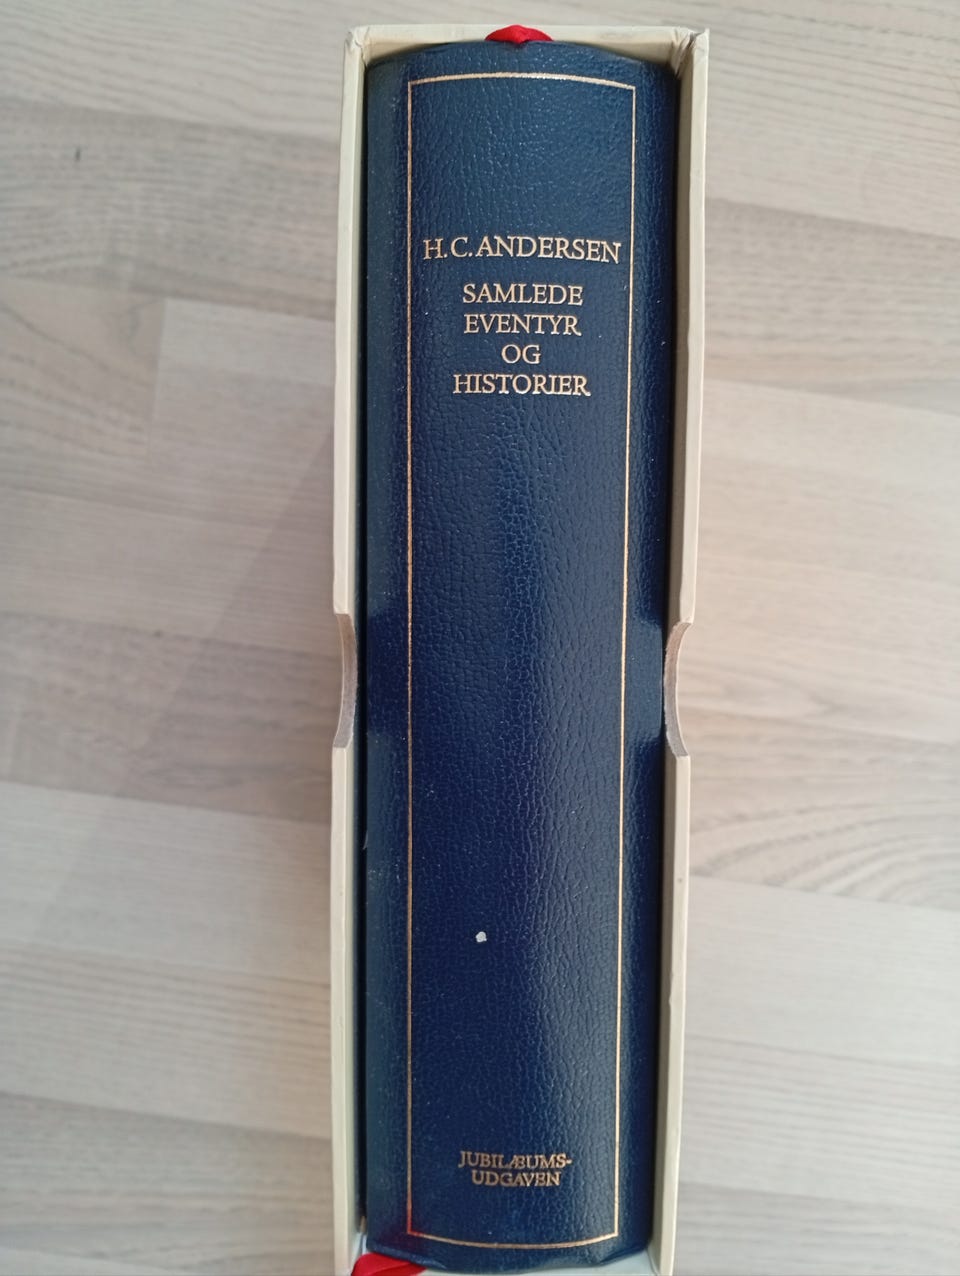 H. C. ANDERSEN
SAMLEDE
EVENTYR
OG
HISTORIER
JUBILÆUMS-
UDGAVEN